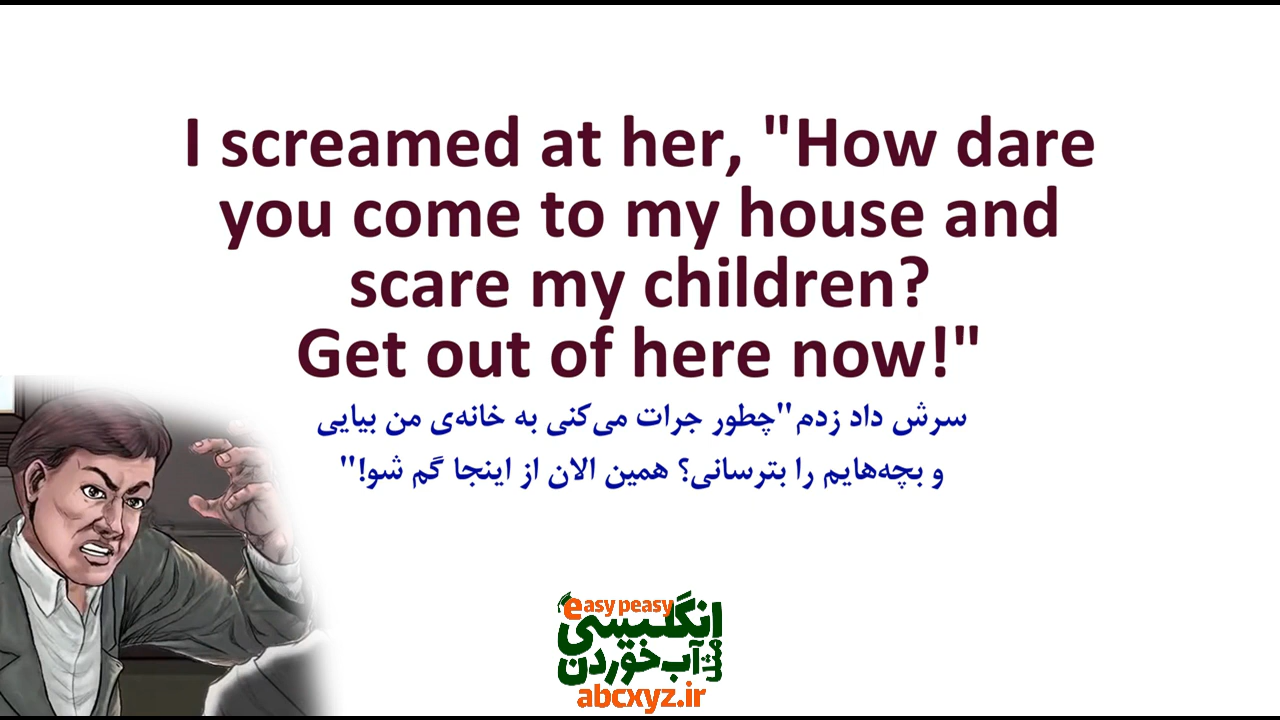 I screamed at her, "How dare
you come to my house and
scare my children?
Get out of here now!"
سرش داد زدم"چطور جرات می‌کنی به خانه‌ی من بیایی
و بچه‌هایم را بترسانی؟ همین الان از اینجا گم شو!"
easy peasy
انگلیسی
مثل آب خوردن
abcxyz.ir